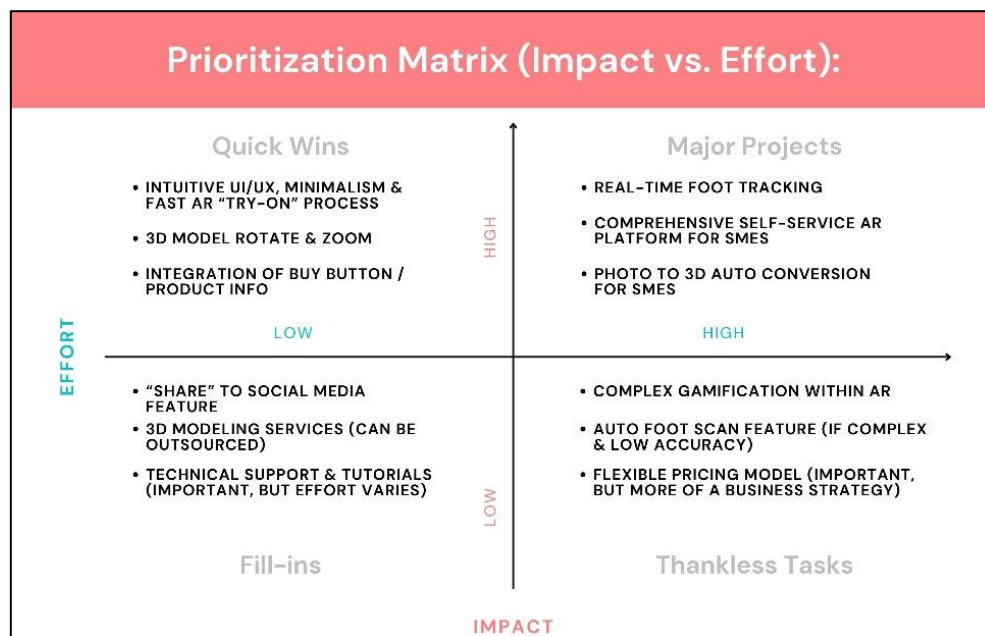 Prioritization Matrix (Impact vs. Effort):
Quick Wins
• INTUITIVE UI/UX, MINIMALISM &
FAST AR “TRY-ON” PROCESS
• 3D MODEL ROTATE & ZOOM
• INTEGRATION OF BUY BUTTON /
PRODUCT INFO
Major Projects
• REAL-TIME FOOT TRACKING
• COMPREHENSIVE SELF-SERVICE AR
PLATFORM FOR SMES
• PHOTO TO 3D AUTO CONVERSION
FOR SMES
HIGH
LOW
HIGH
EFFORT
• “SHARE” TO SOCIAL MEDIA
FEATURE
• 3D MODELING SERVICES (CAN BE
OUTSOURCED)
• TECHNICAL SUPPORT & TUTORIALS
(IMPORTANT, BUT EFFORT VARIES)
Fill-ins
• COMPLEX GAMIFICATION WITHIN AR
• AUTO FOOT SCAN FEATURE (IF COMPLEX
& LOW ACCURACY)
• FLEXIBLE PRICING MODEL (IMPORTANT,
BUT MORE OF A BUSINESS STRATEGY)
Thankless Tasks
LOW
IMPACT